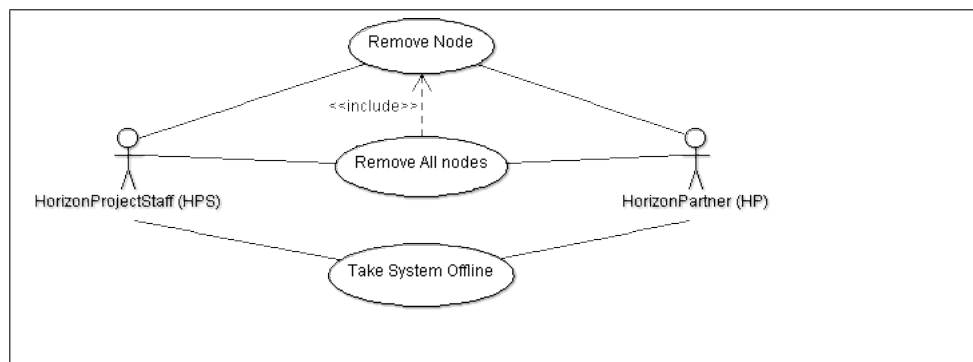 Remove Node
<<include>>
Remove All nodes
HorizonProjectStaff (HPS)
HorizonPartner (HP)
Take System Offline